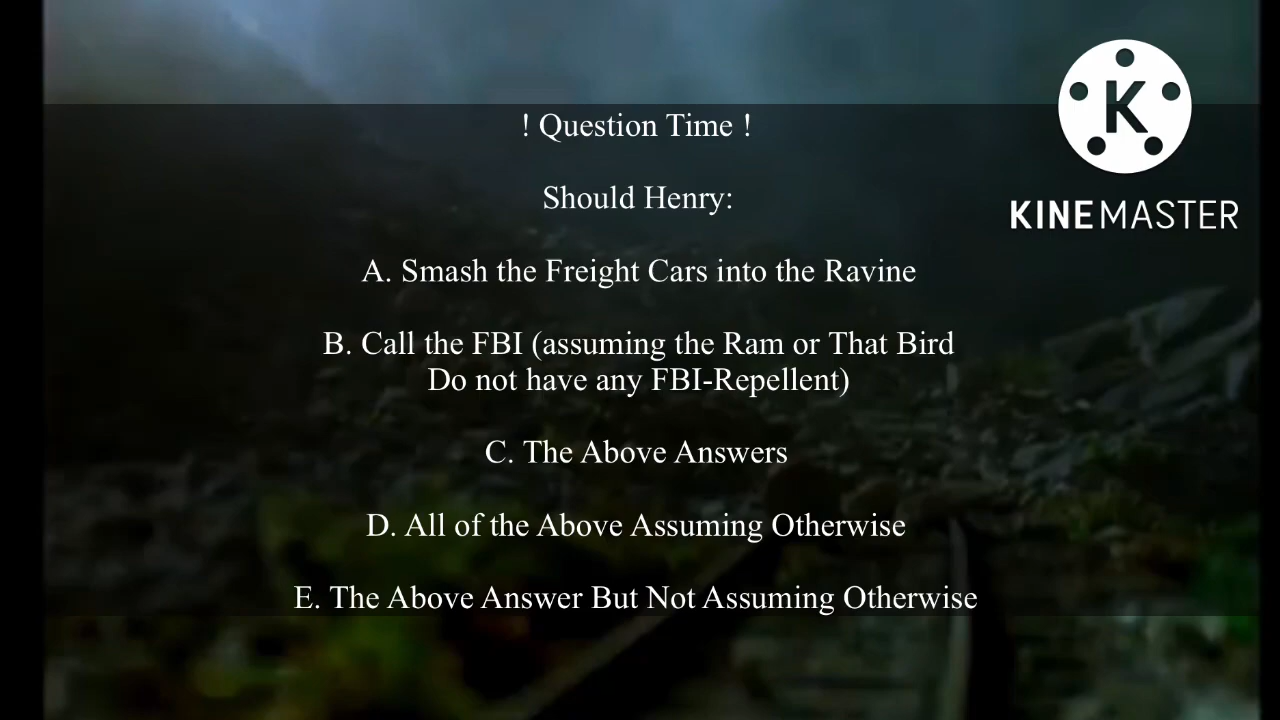 ! Question Time !
Should Henry:
A. Smash the Freight Cars into the Ravine
B. Call the FBI (assuming the Ram or That Bird
Do not have any FBI-Repellent)
C. The Above Answers
D. All of the Above Assuming Otherwise
E. The Above Answer But Not Assuming Otherwise
K
KINEMASTER